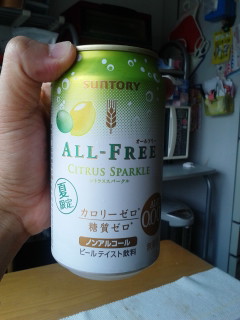 SUNTORY
オールフリー
ALL-FREE
CITRUS SPARKLE
シトラススパークル
夏
限定
カロリーゼロ*
糖質ゼロ*
0.00
ノンアルコール
ビールテイスト飲料